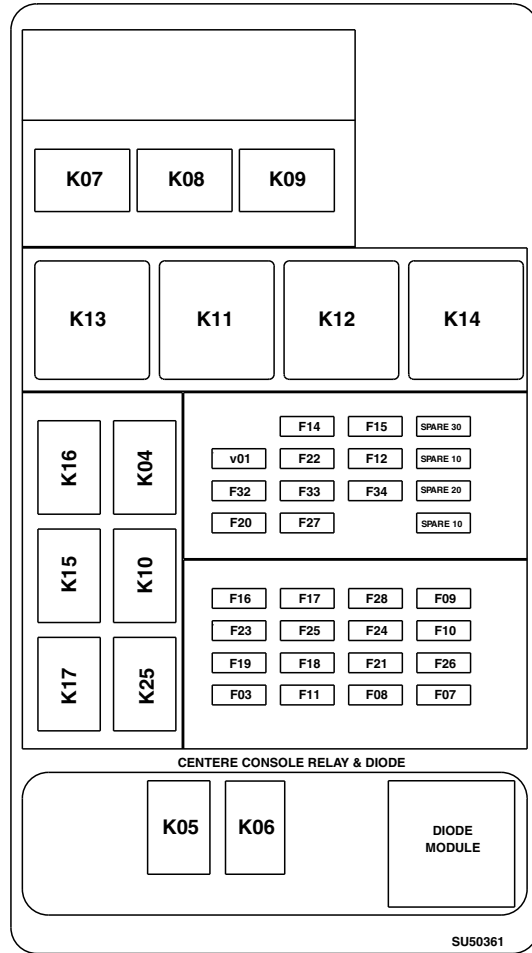 K07 K08 K09
K13 K11 K12 K14
K16 K04
K15 K10
K17 K25
F14 F15 SPARE 30
v01 F22 F12 SPARE 10
F32 F33 F34 SPARE 20
F20 F27 SPARE 10
F16 F17 F28 F09
F23 F25 F24 F10
F19 F18 F21 F26
F03 F11 F08 F07
CENTERE CONSOLE RELAY & DIODE
K05 K06
DIODE
MODULE
SU50361